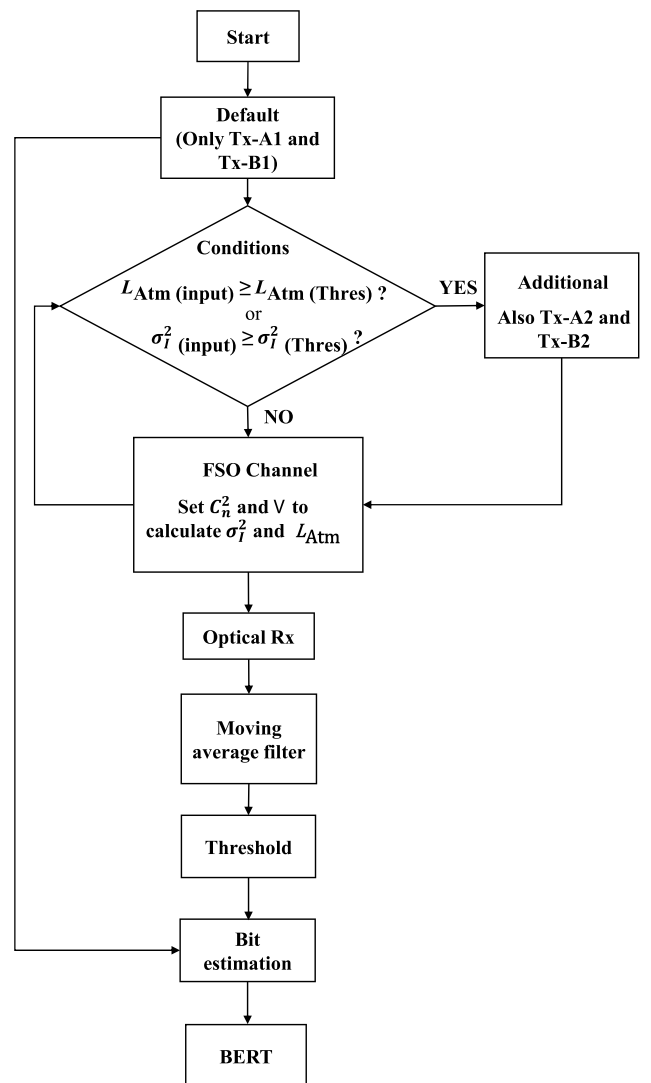 Start
Default
(Only Tx-A1 and
Tx-B1)
Conditions
L Atm (input) ≥ L Atm (Thres) ?
or
σ_I^2 (input) ≥ σ_I^2 (Thres) ?
YES
Additional
Also Tx-A2 and
Tx-B2
NO
FSO Channel
Set C_n^2 and V to
calculate σ_I^2 and L_Atm
Optical Rx
Moving
average filter
Threshold
Bit
estimation
BERT